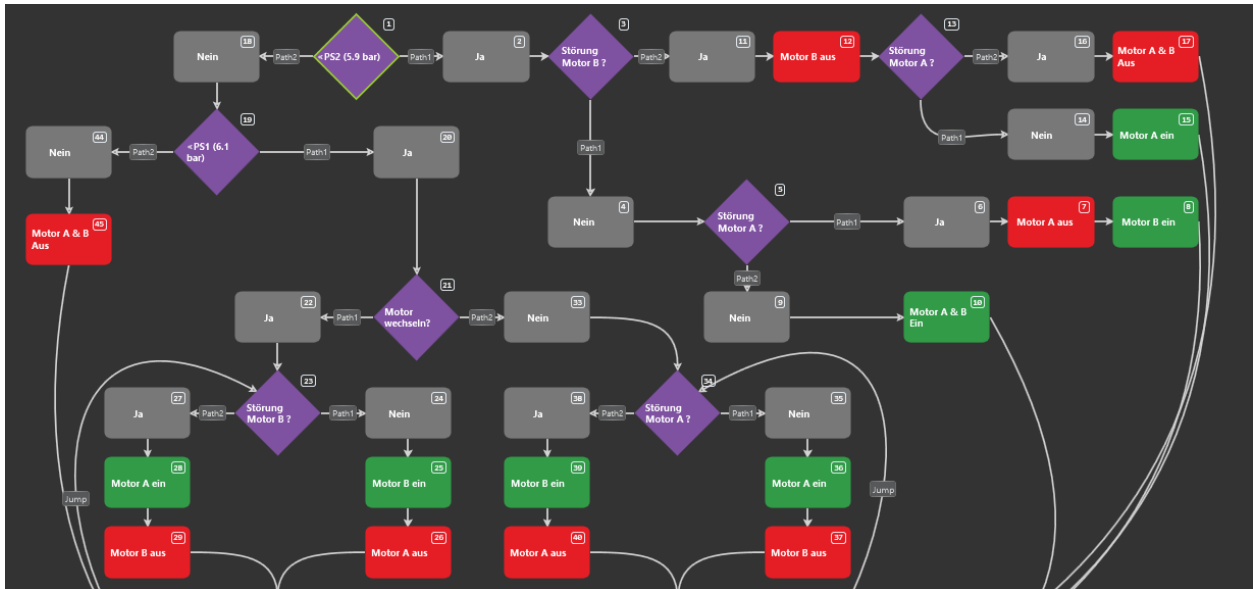 1
<PS2 (5.9 bar)
Path2
18
Nein
Path1
2
Ja
3
Störung
Motor B ?
Path2
11
Ja
12
Motor B aus
13
Störung
Motor A ?
Path2
16
Ja
17
Motor A & B
Aus
Path1
14
Nein
15
Motor A ein
19
<PS1 (6.1
bar)
Path2
44
Nein
45
Motor A & B
Aus
Path1
20
Ja
Path1
4
Nein
5
Störung
Motor A ?
Path1
6
Ja
7
Motor A aus
8
Motor B ein
Path2
9
Nein
10
Motor A & B
Ein
21
Motor
wechseln?
Path1
22
Ja
Path2
33
Nein
23
Störung
Motor B ?
Path2
27
Ja
28
Motor A ein
29
Motor B aus
Path1
24
Nein
25
Motor B ein
26
Motor A aus
Jump
34
Störung
Motor A ?
Path2
38
Ja
39
Motor B ein
40
Motor A aus
Path1
35
Nein
36
Motor A ein
37
Motor B aus
Jump